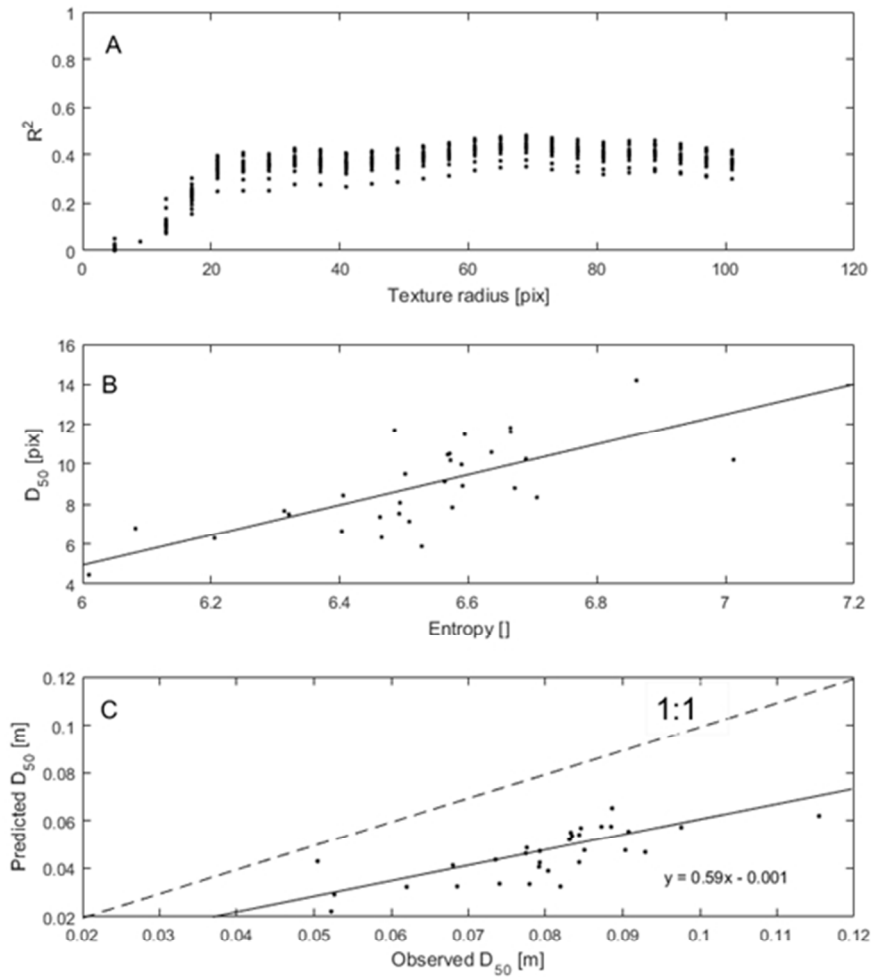 A
1
0.8
0.6
0.4
0.2
0
R2
0 20 40 60 80 100 120
Texture radius [pix]
B
16
14
12
10
8
6
4
D50 [pix]
6 6.2 6.4 6.6 6.8 7 7.2
Entropy []
C
1:1
0.12
0.1
0.08
0.06
0.04
0.02
Predicted D50 [m]
y = 0.59x - 0.001
0.02 0.03 0.04 0.05 0.06 0.07 0.08 0.09 0.1 0.11 0.12
Observed D50 [m]